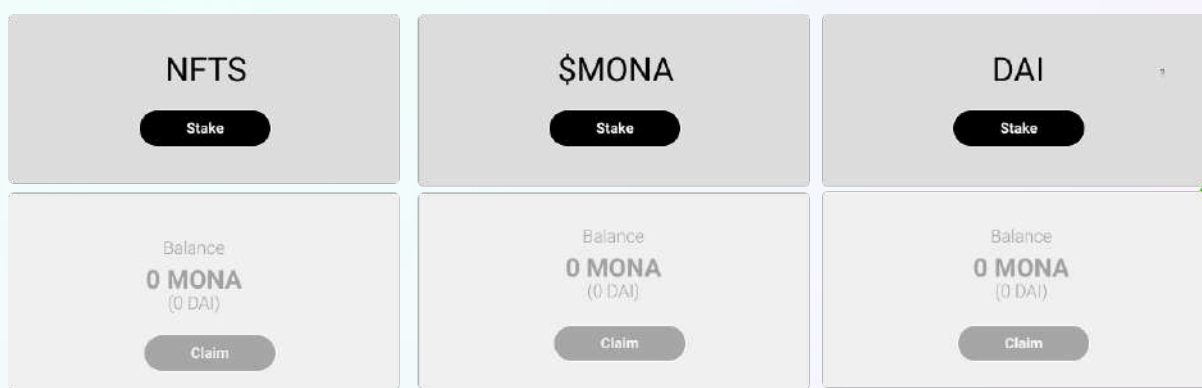 NFTS
Stake
$MONA
Stake
DAI
Stake
Balance
0 MONA
(0 DAI)
Claim
Balance
0 MONA
(0 DAI)
Claim
Balance
0 MONA
(0 DAI)
Claim